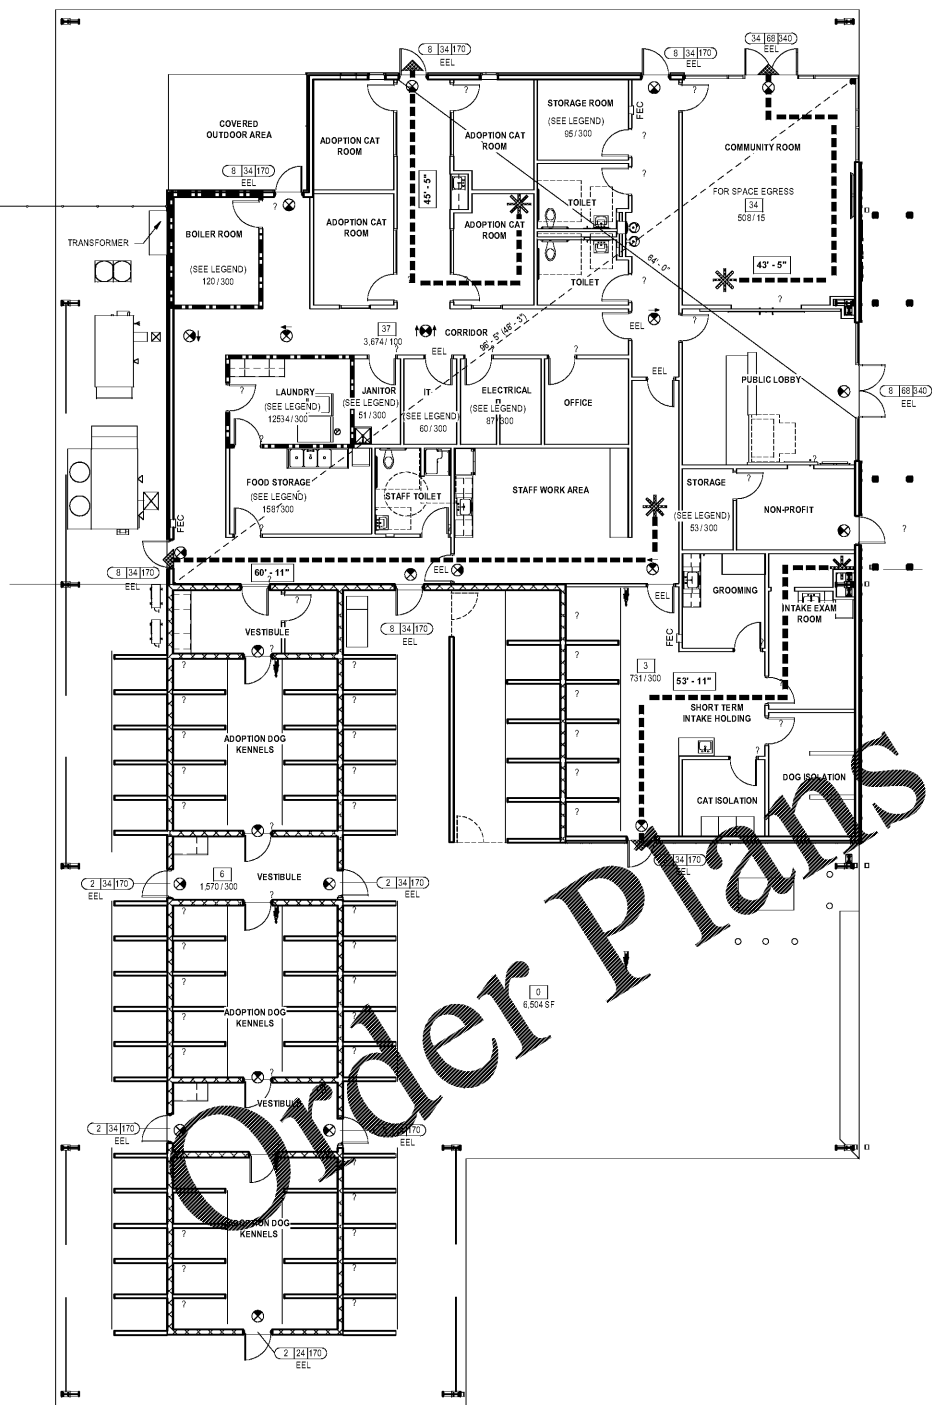 8 34 170
EEL
8 34 170
EEL
34 68 340
EEL
COVERED
OUTDOOR AREA
8 34 170
EEL
ADOPTION CAT
ROOM
ADOPTION CAT
ROOM
STORAGE ROOM
(SEE LEGEND)
95 / 300
FEC
COMMUNITY ROOM
FOR SPACE EGRESS
34
508 / 15
43' - 5"
45' - 5"
TRANSFORMER
BOILER ROOM
(SEE LEGEND)
120 / 300
ADOPTION CAT
ROOM
ADOPTION CAT
ROOM
TOILET
TOILET
64' - 0"
96' - 5" (48' - 3")
37
3,674 / 100
CORRIDOR
EEL
EEL
EEL
LAUNDRY
(SEE LEGEND)
12534 / 300
JANITOR
(SEE LEGEND)
51 / 300
IT
(SEE LEGEND)
60 / 300
ELECTRICAL
(SEE LEGEND)
87 / 300
OFFICE
PUBLIC LOBBY
8 68 340
EEL
FOOD STORAGE
(SEE LEGEND)
158/ 300
STAFF TOILET
STAFF WORK AREA
STORAGE
(SEE LEGEND)
53 / 300
NON-PROFIT
FEC
60' - 11"
EEL
EEL
8 34 170
EEL
VESTIBULE
8 34 170
EEL
FEC
GROOMING
INTAKE EXAM
ROOM
3
731 / 300
53' - 11"
SHORT TERM
INTAKE HOLDING
CAT ISOLATION
DOG ISOLATION
ADOPTION DOG
KENNELS
34 170
EEL
6
1,570 / 300
VESTIBULE
2 34 170
EEL
2 34 170
EEL
0
6,504 SF
ADOPTION DOG
KENNELS
VESTIBULE
2 34 170
EEL
170
EEL
ADOPTION DOG
KENNELS
2 24 170
EEL
Order Plans